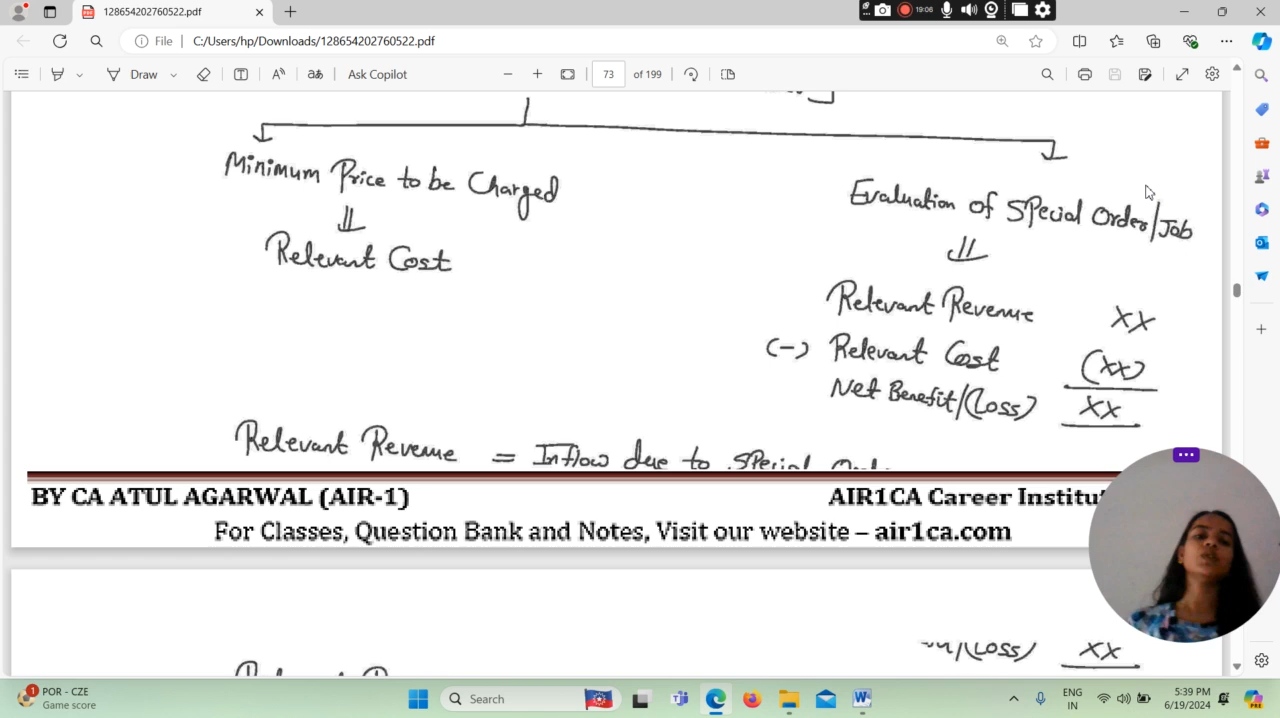 128654202760522.pdf
19:06
File | C:/Users/hp/Downloads/128654202760522.pdf
Draw
Ask Copilot
73 of 199
Minimum Price to be Charged
Relevant Cost
Evaluation of Special Order/Job
Relevant Revenue XX
(-) Relevant Cost (XX)
Net Benefit/(Loss) XX
Relevant Revenue = Inflow due to Special
BY CA ATUL AGARWAL (AIR-1) AIR1CA Career Institut
For Classes, Question Bank and Notes, Visit our website – air1ca.com
/(Loss) XX
1
POR - CZE
Game score
Search
ENG
IN
5:39 PM
6/19/2024